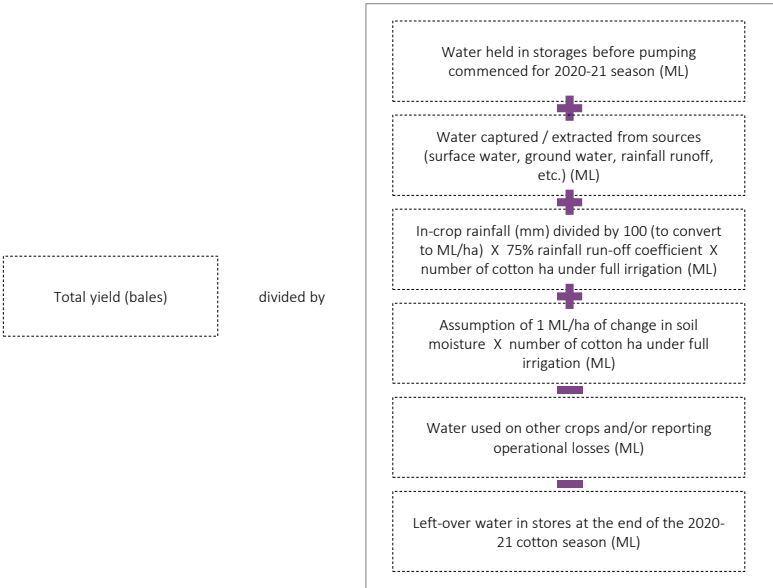 Total yield (bales)
divided by
Water held in storages before pumping
commenced for 2020-21 season (ML)
Water captured / extracted from sources
(surface water, ground water, rainfall runoff,
etc.) (ML)
In-crop rainfall (mm) divided by 100 (to convert
to ML/ha)  X  75% rainfall run-off coefficient  X
number of cotton ha under full irrigation (ML)
Assumption of 1 ML/ha of change in soil
moisture  X  number of cotton ha under full
irrigation (ML)
Water used on other crops and/or reporting
operational losses (ML)
Left-over water in stores at the end of the 2020-
21 cotton season (ML)